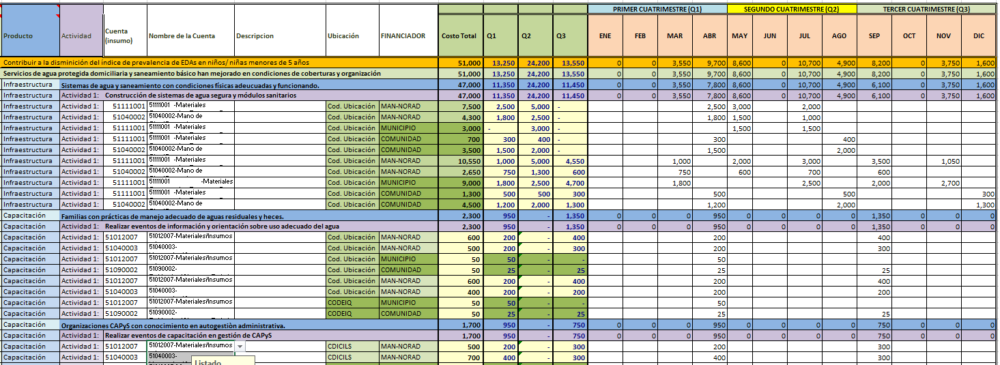 PRIMER CUATRIMESTRE (Q1) SEGUNDO CUATRIMESTRE (Q2) TERCER CUATRIMESTRE (Q3)
Producto Actividad Cuenta (insumo) Nombre de la Cuenta Descripcion Ubicación FINANCIADOR Costo Total Q1 Q2 Q3 ENE FEB MAR ABR MAY JUN JUL AGO SEP OCT NOV DIC
Contribuir a la disminición del índice de prevalencia de EDAs en niños/ niñas menores de 5 años 51,000 13,250 24,200 13,550 0 0 3,550 9,700 8,600 0 10,700 4,900 8,200 0 3,750 1,600
Servicios de agua protegida domiciliaria y saneamiento básico han mejorado en condiciones de coberturas y organización 51,000 13,250 24,200 13,550 0 0 3,550 9,700 8,600 0 10,700 4,900 8,200 0 3,750 1,600
Infraestructura Sistemas de agua y saneamiento con condiciones físicas adeucuadas y funcionando. 47,000 11,350 24,200 11,450 0 0 3,550 7,800 8,600 0 10,700 4,900 6,100 0 3,750 1,600
Infraestructura Actividad 1: Construcción de sistemas de agua segura y módulos sanitarios 47,000 11,350 24,200 11,450 0 0 3,550 7,800 8,600 0 10,700 4,900 6,100 0 3,750 1,600
Infraestructura Actividad 1: 51111001 51111001 -Materiales Cod. Ubicación MAN-NORAD 7,500 2,500 5,000 - 2,500 3,000 2,000
Infraestructura Actividad 1: 51040002 51040002-Mano de Cod. Ubicación MAN-NORAD 4,300 1,800 2,500 - 1,800 1,500 1,000
Infraestructura Actividad 1: 51111001 51111001 -Materiales Cod. Ubicación MUNICIPIO 3,000 - 3,000 - 1,500 1,500
Infraestructura Actividad 1: 51111001 51111001 -Materiales Cod. Ubicación COMUNIDAD 700 300 400 - 300 400
Infraestructura Actividad 1: 51040002 51040002-Mano de Cod. Ubicación COMUNIDAD 3,500 1,500 2,000 - 1,500 2,000
Infraestructura Actividad 1: 51111001 51111001 -Materiales Cod. Ubicación MAN-NORAD 10,550 1,000 5,000 4,550 1,000 2,000 3,000 3,500 1,050
Infraestructura Actividad 1: 51040002 51040002-Mano de Cod. Ubicación MAN-NORAD 2,650 750 1,300 600 750 600 700 600
Infraestructura Actividad 1: 51111001 51111001 -Materiales Cod. Ubicación MUNICIPIO 9,000 1,800 2,500 4,700 1,800 2,500 2,000 2,700
Infraestructura Actividad 1: 51111001 51111001 -Materiales Cod. Ubicación COMUNIDAD 1,300 500 500 300 500 500 300
Infraestructura Actividad 1: 51040002 51040002-Mano de Cod. Ubicación COMUNIDAD 4,500 1,200 2,000 1,300 1,200 2,000 1,300
Capacitación Familias con prácticas de manejo adecuado de aguas residuales y heces. 2,300 950 - 1,350 0 0 0 950 0 0 0 0 1,350 0 0 0
Capacitación Actividad 1: Realizar eventos de información y orientación sobre uso adecuado del agua 2,300 950 - 1,350 0 0 0 950 0 0 0 0 1,350 0 0 0
Capacitación Actividad 1: 51012007 51012007-Materiales/Insumos Cod. Ubicación MAN-NORAD 600 200 - 400 200 400
Capacitación Actividad 1: 51040003 51040003- Cod. Ubicación MAN-NORAD 500 200 - 300 200 300
Capacitación Actividad 1: 51012007 51012007-Materiales/Insumos Cod. Ubicación MUNICIPIO 50 50 - - 50
Capacitación Actividad 1: 51090002 51090002- Cod. Ubicación COMUNIDAD 50 25 - 25 25 25
Capacitación Actividad 1: 51012007 51012007-Materiales/Insumos Cod. Ubicación MAN-NORAD 600 200 - 400 200 400
Capacitación Actividad 1: 51040003 51040003- Cod. Ubicación MAN-NORAD 400 200 - 200 200 200
Capacitación Actividad 1: 51012007 51012007-Materiales/Insumos CODEIQ MUNICIPIO 50 50 - - 50
Capacitación Actividad 1: 51090002 51090002- CODEIQ COMUNIDAD 50 25 - 25 25 25
Capacitación Organizaciones CAPyS con conocimiento en autogestiòn administrativa. 1,700 950 - 750 0 0 0 950 0 0 0 0 750 0 0 0
Capacitación Actividad 1: Realizar eventos de capacitación en gestión de CAPyS 1,700 950 - 750 0 0 0 950 0 0 0 0 750 0 0 0
Capacitación Actividad 1: 51012007 51012007-Materiales/Insumos CDICILS MAN-NORAD 500 200 - 300 200 300
Capacitación Actividad 1: 51040003 51040003- CDICILS MAN-NORAD 700 400 - 300 400 300
Listado